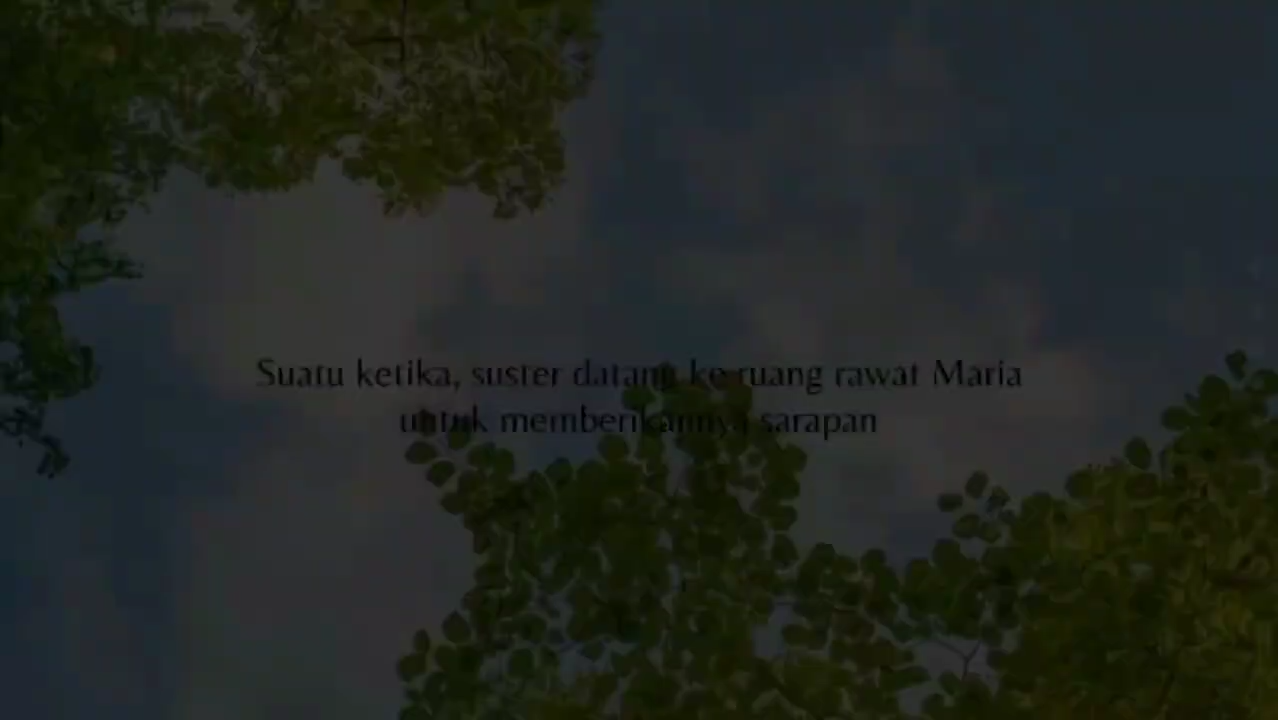 Suatu ketika, suster datang ke ruang rawat Maria
untuk memberikannya sarapan